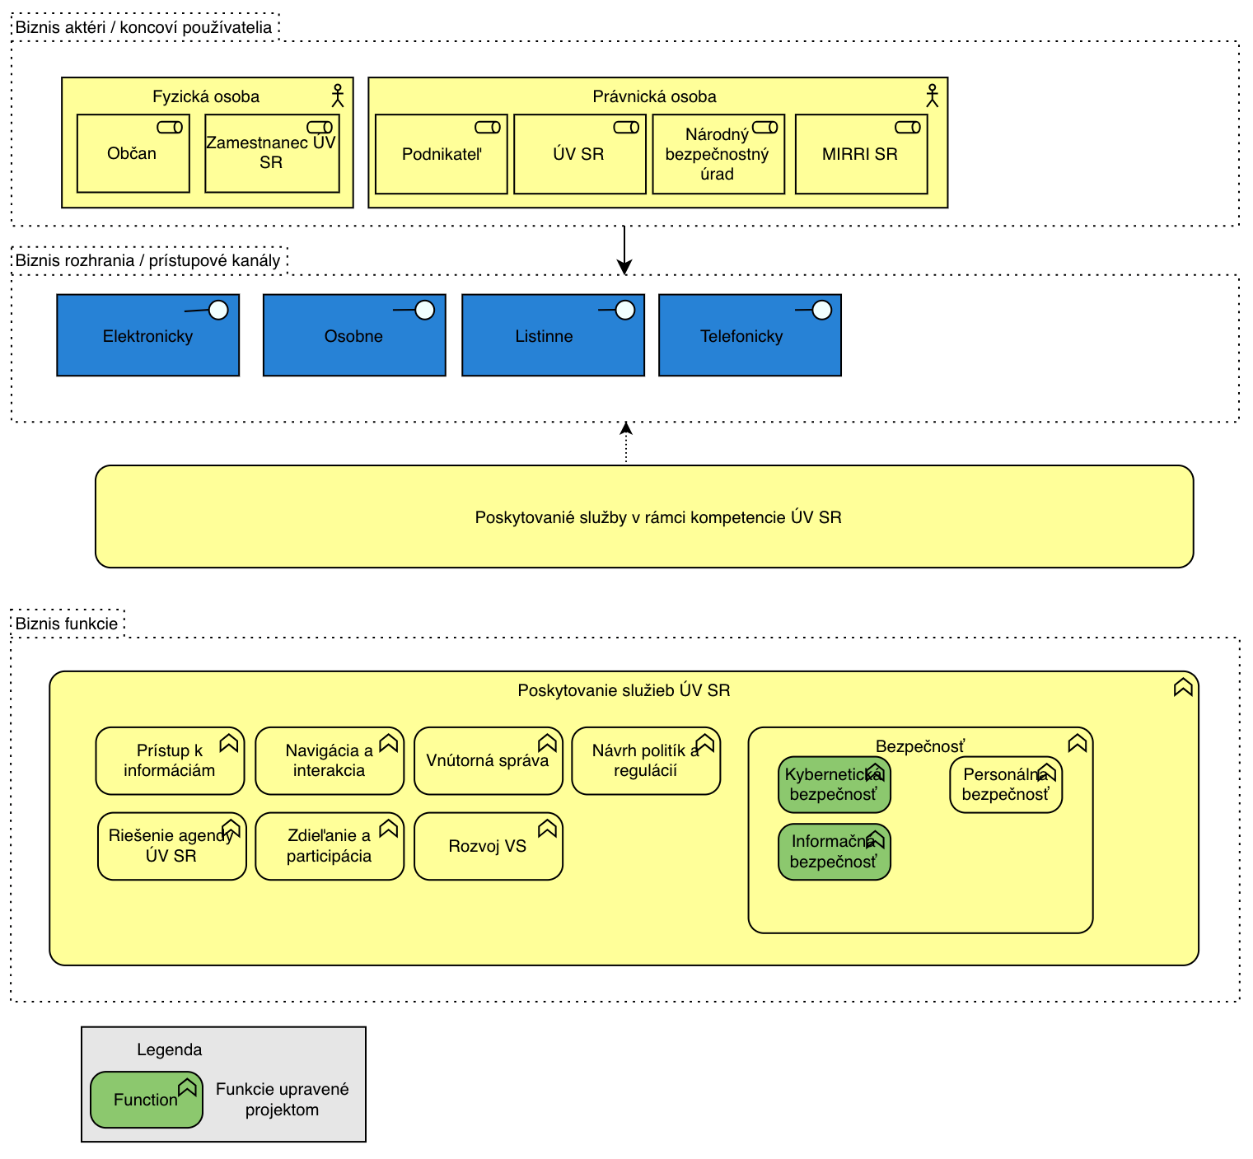 Biznis aktéri / koncoví používatelia
Fyzická osoba
Občan
Zamestnanec ÚV
SR
Právnická osoba
Podnikateľ
ÚV SR
Národný
bezpečnostný
úrad
MIRRI SR
Biznis rozhrania / prístupové kanály
Elektronicky
Osobne
Listinne
Telefonicky
Poskytovanié služby v rámci kompetencie ÚV SR
Biznis funkcie
Poskytovanie služieb ÚV SR
Prístup k
informáciám
Navigácia a
interakcia
Vnútorná správa
Návrh politík a
regulácií
Riešenie agendy
ÚV SR
Zdieľanie a
participácia
Rozvoj VS
Bezpečnosť
Kybernetická
bezpečnosť
Personálna
bezpečnosť
Informačná
bezpečnosť
Legenda
Function
Funkcie upravené
projektom